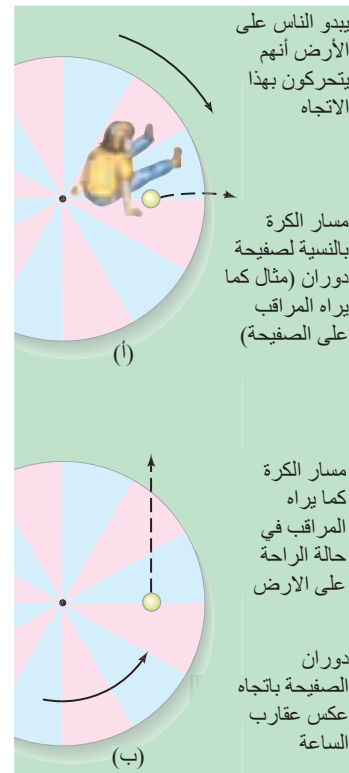 يبدو الناس على
الأرض أنهم
يتحركون بهذا
الاتجاه
مسار الكرة
بالنسية لصفيحة
دوران (مثال كما
يراه المراقب
على الصفيحة)
(أ)
مسار الكرة
كما يراه
المراقب في
حالة الراحة
على الارض
دوران
الصفيحة باتجاه
عكس عقارب
الساعة
(ب)